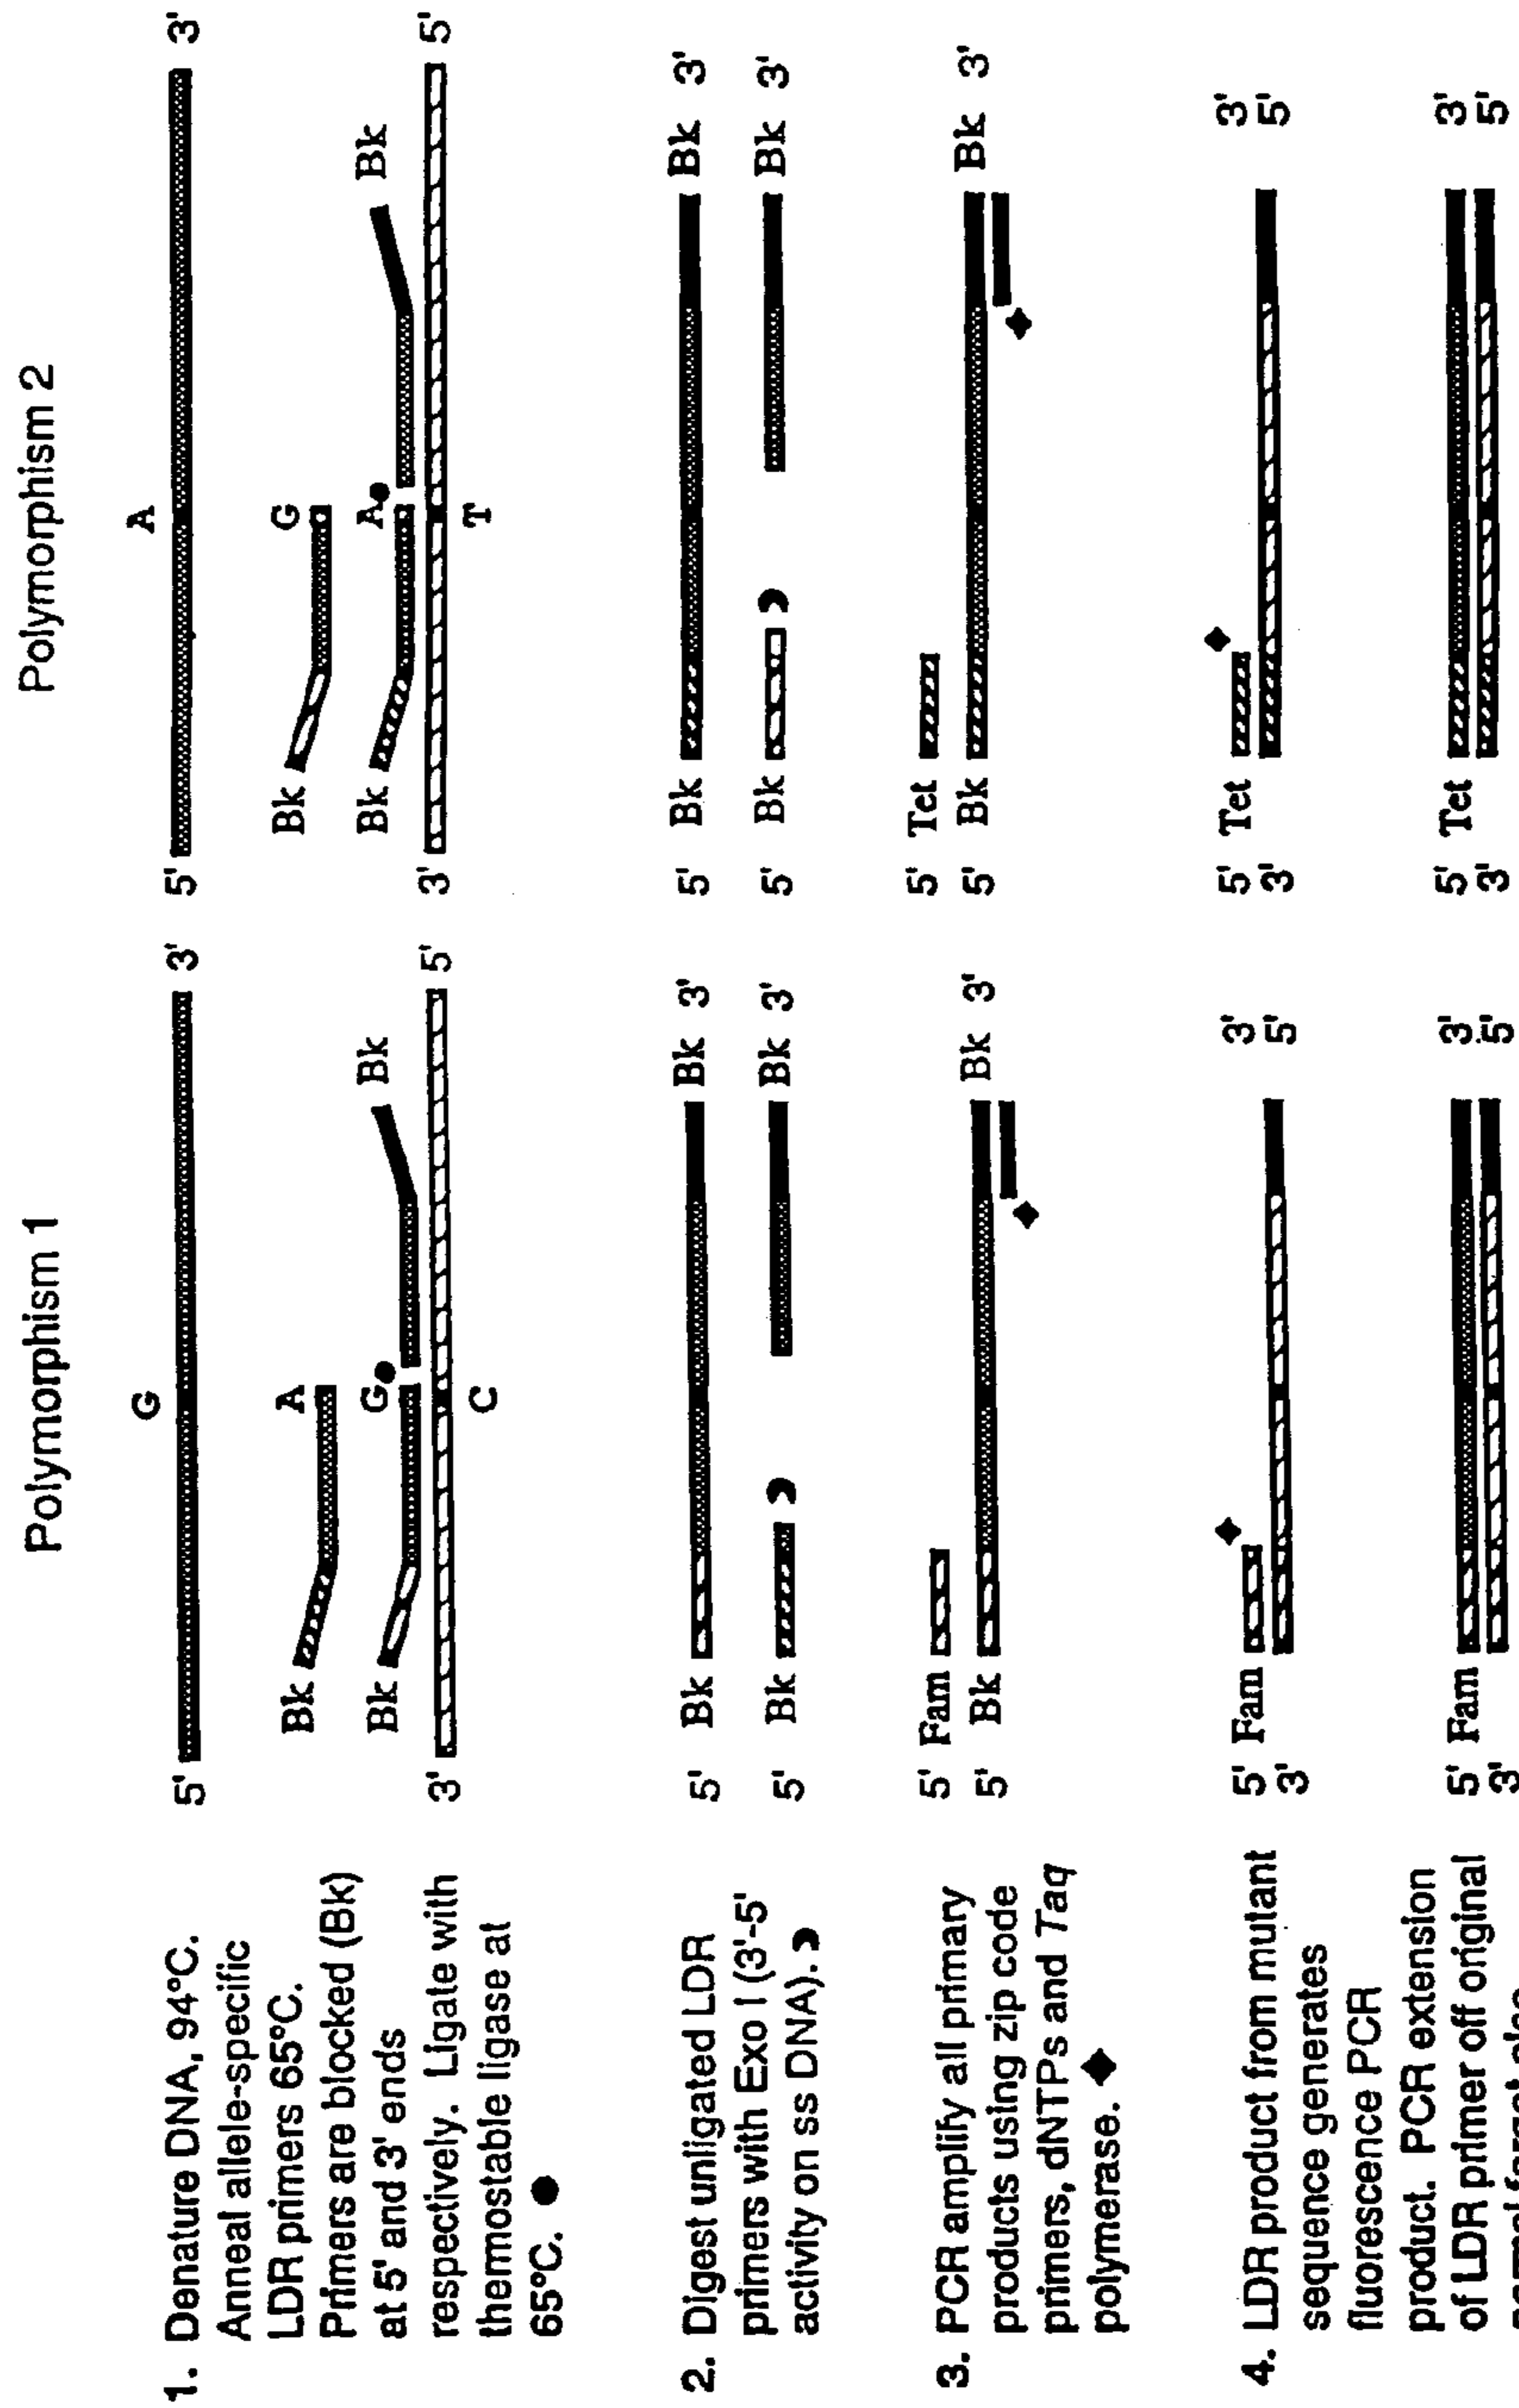 Polymorphism 1
Polymorphism 2
1. Denature DNA, 94°C.
Anneal allele-specific
LDR primers 65°C.
Primers are blocked (Bk)
at 5' and 3' ends
respectively. Ligate with
thermostable ligase at
65°C. ●
5' G 3'
Bk A
Bk G Bk
3' C 5'
5' A 3'
Bk G
Bk A Bk
3' T 5'
2. Digest unligated LDR
primers with Exo I (3'-5'
activity on ss DNA).
5' Bk Bk 3'
5' Bk Bk 3'
5' Bk Bk 3'
5' Bk Bk 3'
3. PCR amplify all primary
products using zip code
primers, dNTPs and Taq
polymerase. ◆
5' Fam
5' Bk Bk 3'
5' Tet
5' Bk Bk 3'
4. LDR product from mutant
sequence generates
fluorescence PCR
product. PCR extension
of LDR primer off original
5' Fam 3'
3' 5'
5' Tet 3'
3' 5'
5' Fam 3'
3' 5'
5' Tet 3'
3' 5'